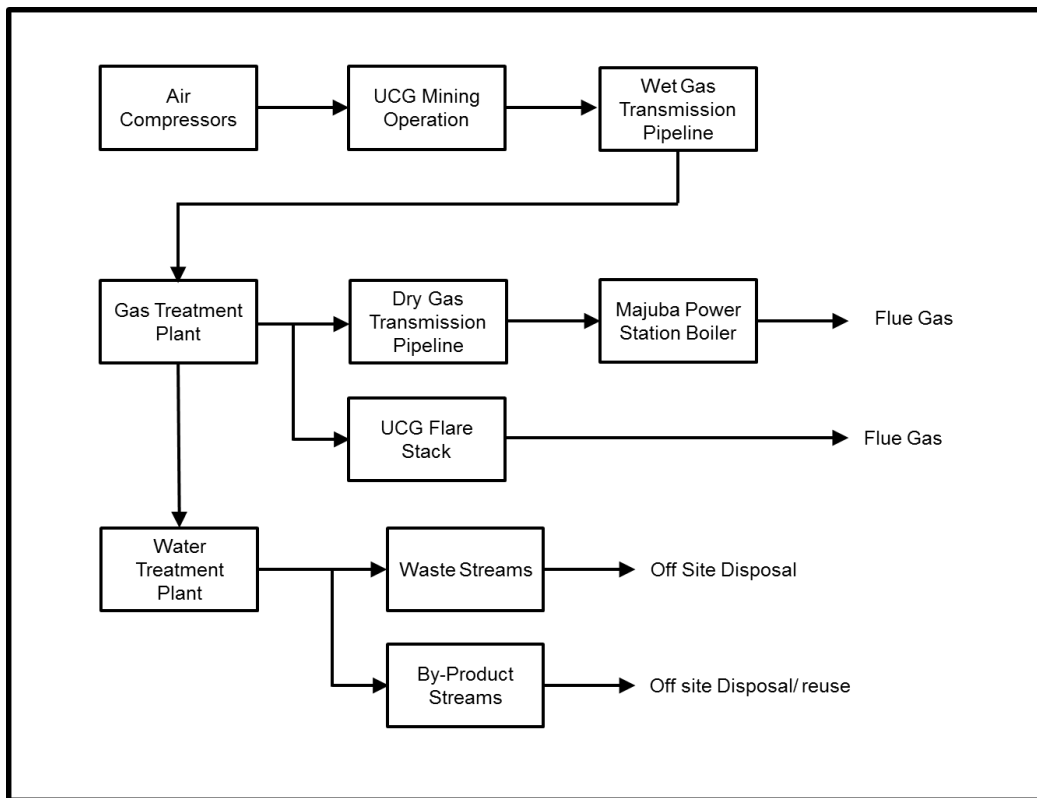 Air
Compressors
UCG Mining
Operation
Wet Gas
Transmission
Pipeline
Gas Treatment
Plant
Dry Gas
Transmission
Pipeline
Majuba Power
Station Boiler
Flue Gas
UCG Flare
Stack
Flue Gas
Water
Treatment
Plant
Waste Streams
Off Site Disposal
By-Product
Streams
Off site Disposal/ reuse